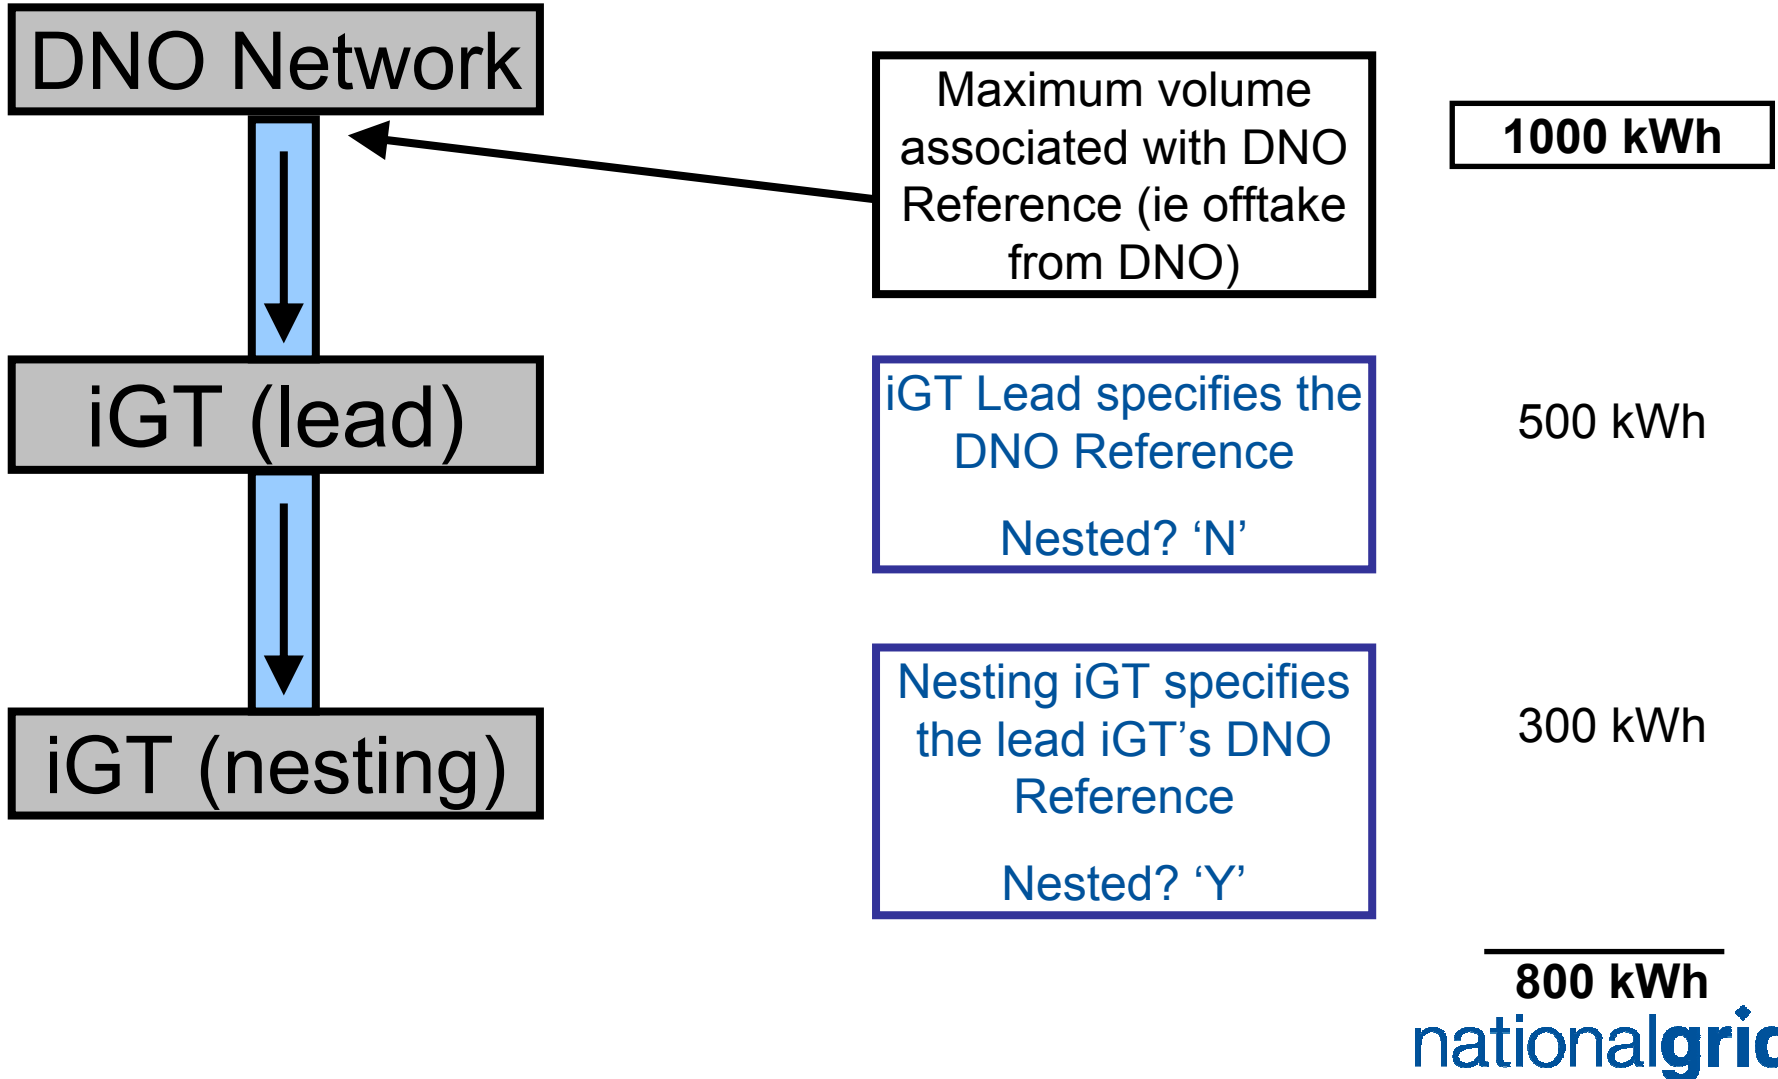 DNO Network
Maximum volume
associated with DNO
Reference (ie offtake
from DNO)
1000 kWh
iGT (lead)
iGT Lead specifies the
DNO Reference
Nested? ‘N’
500 kWh
iGT (nesting)
Nesting iGT specifies
the lead iGT’s DNO
Reference
Nested? ‘Y’
300 kWh
800 kWh
nationalgrid